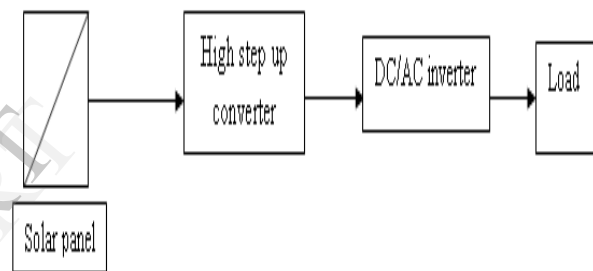 High step up
converter
DC/AC inverter
Load
Solar panel